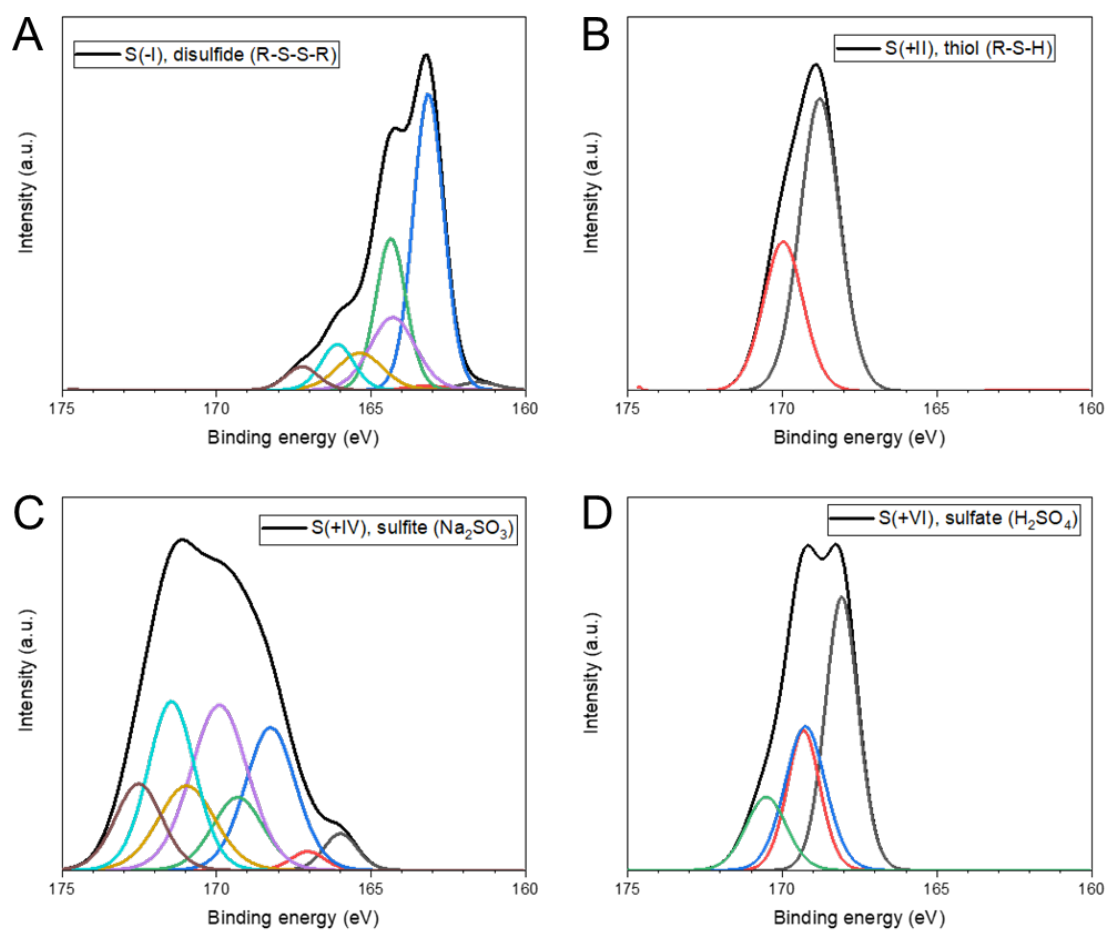 A
S(-I), disulfide (R-S-S-R)
Intensity (a.u.)
175 170 165 160
Binding energy (eV)
B
S(+II), thiol (R-S-H)
Intensity (a.u.)
175 170 165 160
Binding energy (eV)
C
S(+IV), sulfite (Na₂SO₃)
Intensity (a.u.)
175 170 165 160
Binding energy (eV)
D
S(+VI), sulfate (H₂SO₄)
Intensity (a.u.)
175 170 165 160
Binding energy (eV)